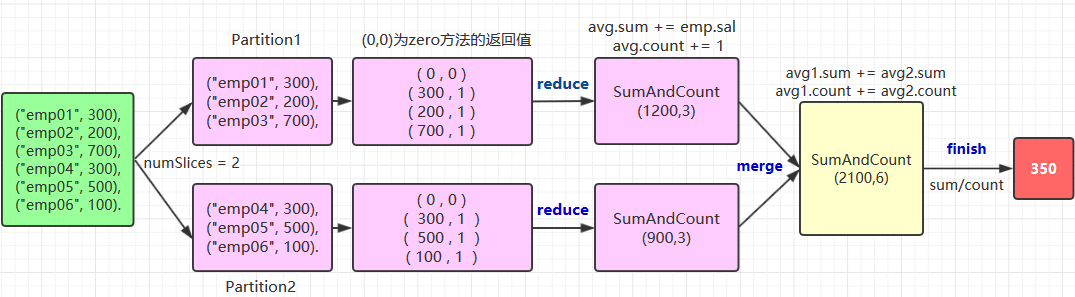 ("emp01", 300),
("emp02", 200),
("emp03", 700),
("emp04", 300),
("emp05", 500),
("emp06", 100).
numSlices = 2
Partition1
("emp01", 300),
("emp02", 200),
("emp03", 700),
("emp04", 300),
("emp05", 500),
("emp06", 100).
Partition2
(0,0)为zero方法的返回值
( 0 , 0 )
( 300 , 1 )
( 200 , 1 )
( 700 , 1 )
( 0 , 0 )
( 300 , 1 )
( 500 , 1 )
( 100 , 1 )
reduce
reduce
avg.sum += emp.sal
avg.count += 1
SumAndCount
(1200,3)
SumAndCount
(900,3)
merge
avg1.sum += avg2.sum
avg1.count += avg2.count
SumAndCount
(2100,6)
finish
sum/count
350